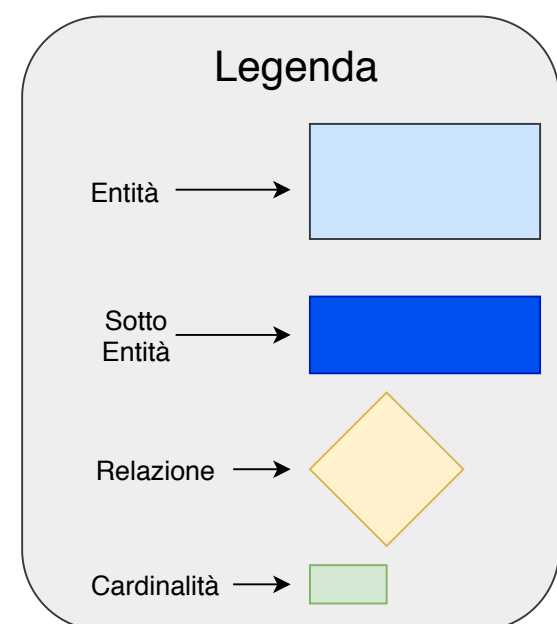 Legenda
Entità
Sotto
Entità
Relazione
Cardinalità